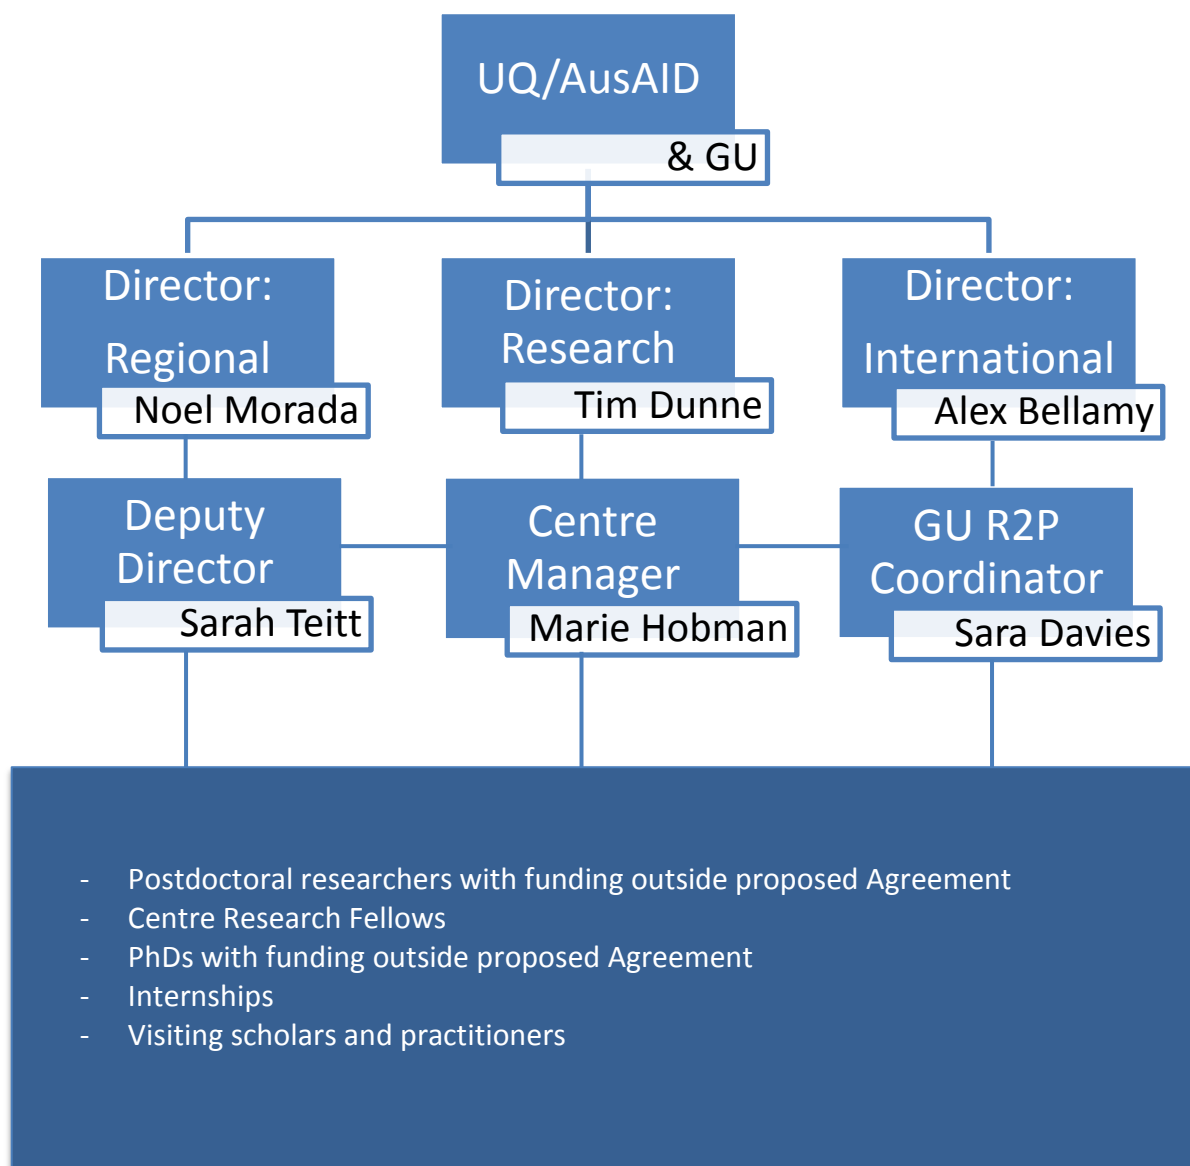 UQ/AusAID
& GU
Director:
Regional
Noel Morada
Director:
Research
Tim Dunne
Director:
International
Alex Bellamy
Deputy
Director
Sarah Teitt
Centre
Manager
Marie Hobman
GU R2P
Coordinator
Sara Davies
- Postdoctoral researchers with funding outside proposed Agreement
- Centre Research Fellows
- PhDs with funding outside proposed Agreement
- Internships
- Visiting scholars and practitioners